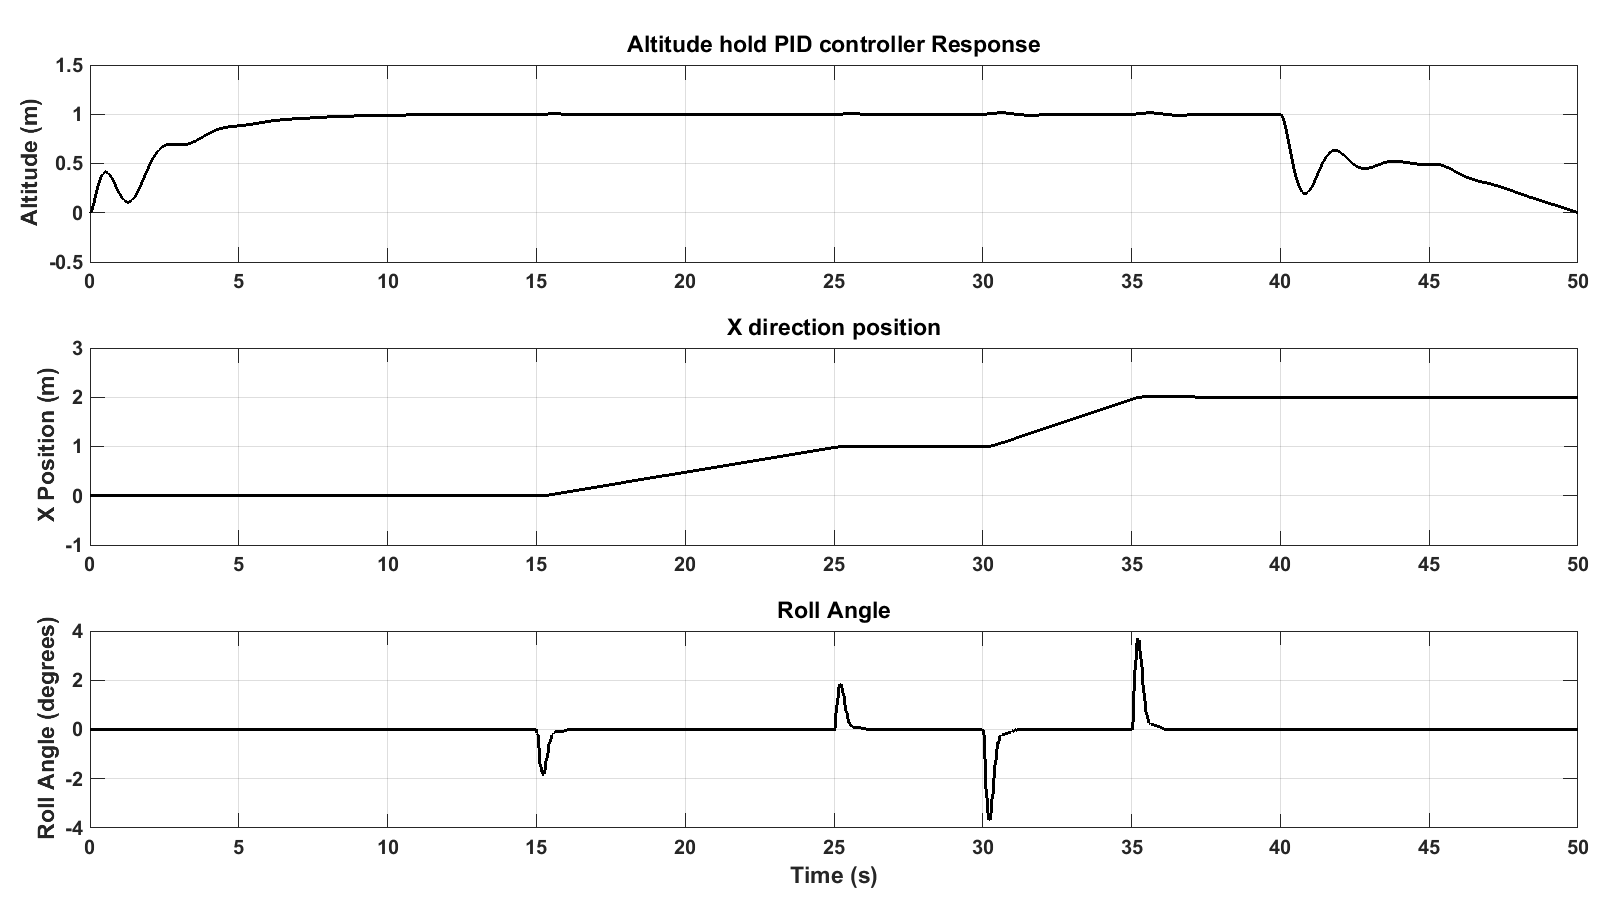 Altitude hold PID controller Response
Altitude (m)
1.5
1
0.5
0
-0.5
0 5 10 15 20 25 30 35 40 45 50
X direction position
X Position (m)
3
2
1
0
-1
0 5 10 15 20 25 30 35 40 45 50
Roll Angle
Roll Angle (degrees)
4
2
0
-2
-4
0 5 10 15 20 25 30 35 40 45 50
Time (s)